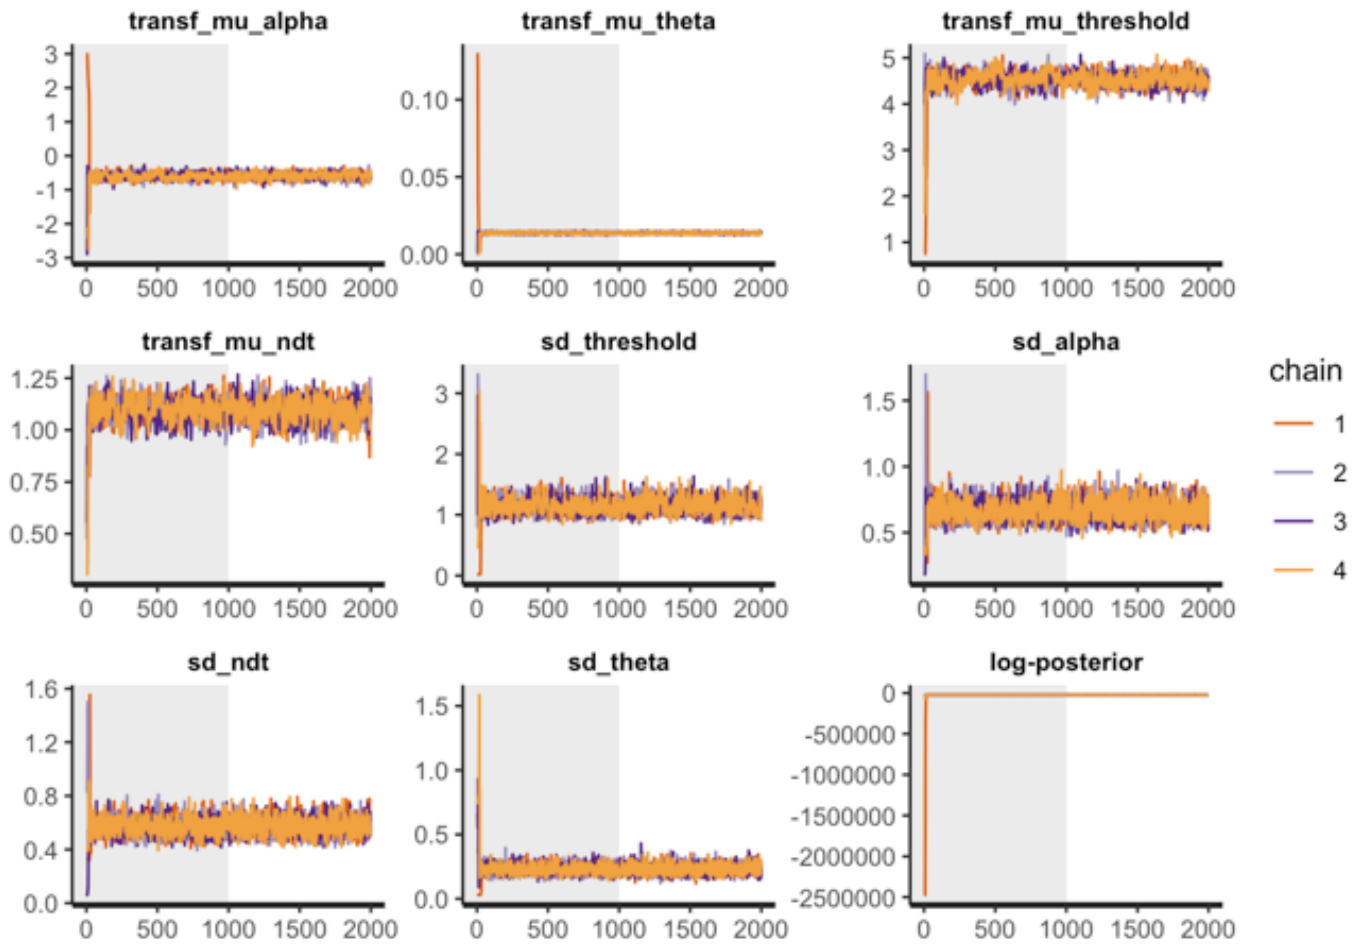 transf_mu_alpha
transf_mu_theta
transf_mu_threshold
3
2
1
0
-1
-2
-3
0 500 1000 1500 2000
0.10
0.05
0.00
0 500 1000 1500 2000
5
4
3
2
1
0 500 1000 1500 2000
transf_mu_ndt
sd_threshold
sd_alpha
1.25
1.00
0.75
0.50
0 500 1000 1500 2000
3
2
1
0
0 500 1000 1500 2000
1.5
1.0
0.5
0 500 1000 1500 2000
chain
1
2
3
4
sd_ndt
sd_theta
log-posterior
1.6
1.2
0.8
0.4
0.0
0 500 1000 1500 2000
1.5
1.0
0.5
0.0
0 500 1000 1500 2000
0
-500000
-1000000
-1500000
-2000000
-2500000
0 500 1000 1500 2000